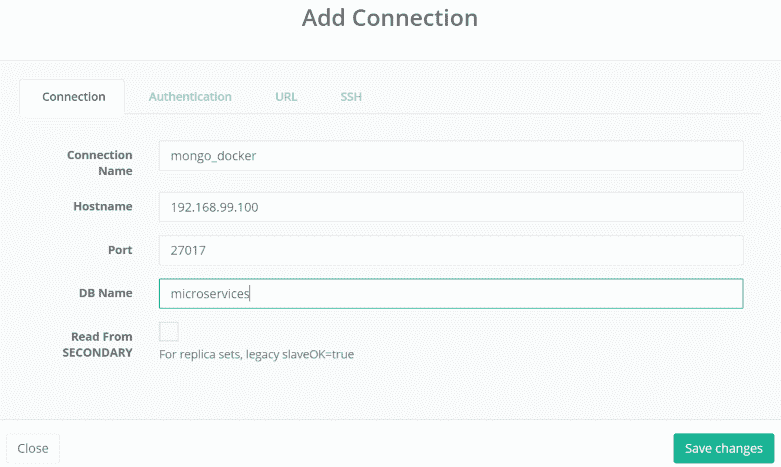 Add Connection
Connection Authentication URL SSH
Connection
Name
mongo_docker
Hostname 192.168.99.100
Port 27017
DB Name microservices
Read From
SECONDARY
For replica sets, legacy slaveOK=true
Close Save changes